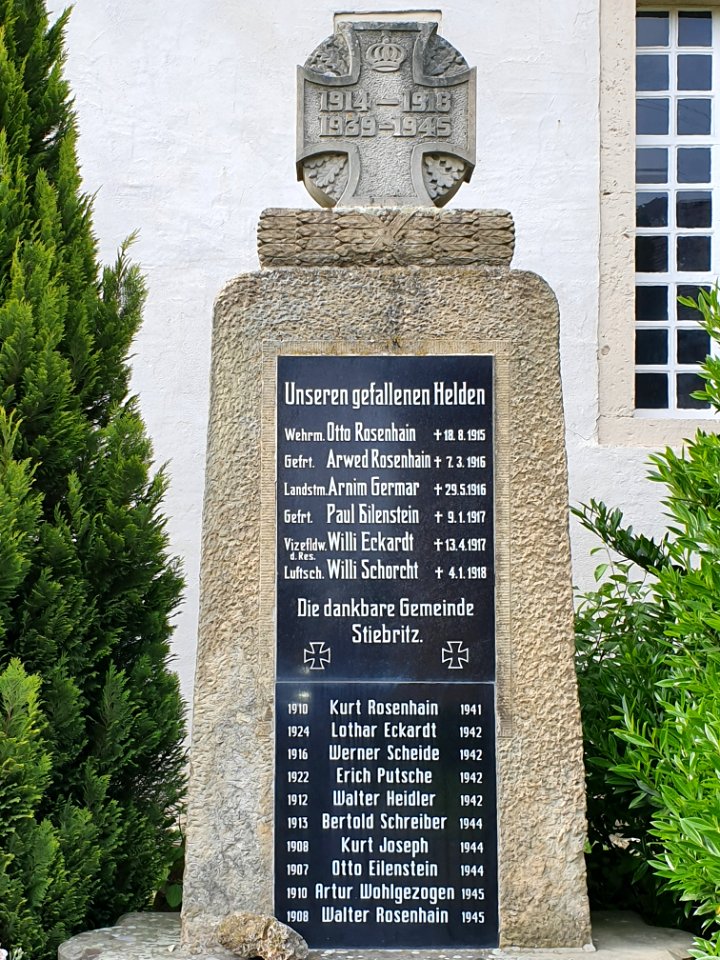 1914 – 1918
1939 – 1945
Unseren gefallenen Helden
Wehrm. Otto Rosenhain ✝ 18.8.1915
Gefrt. Arwed Rosenhain ✝ 7.3.1916
Landstm. Arnim Germar ✝ 29.5.1916
Gefrt. Paul Eilenstein ✝ 9.1.1917
Vizefldw. d. Res. Willi Eckardt ✝ 13.4.1917
Luftsch. Willi Schorcht ✝ 4.1.1918
Die dankbare Gemeinde
Stiebritz.
1910 Kurt Rosenhain 1941
1924 Lothar Eckardt 1942
1916 Werner Scheide 1942
1922 Erich Putsche 1942
1912 Walter Heidler 1942
1913 Bertold Schreiber 1944
1908 Kurt Joseph 1944
1907 Otto Eilenstein 1944
1910 Artur Wohlgezogen 1945
1908 Walter Rosenhain 1945